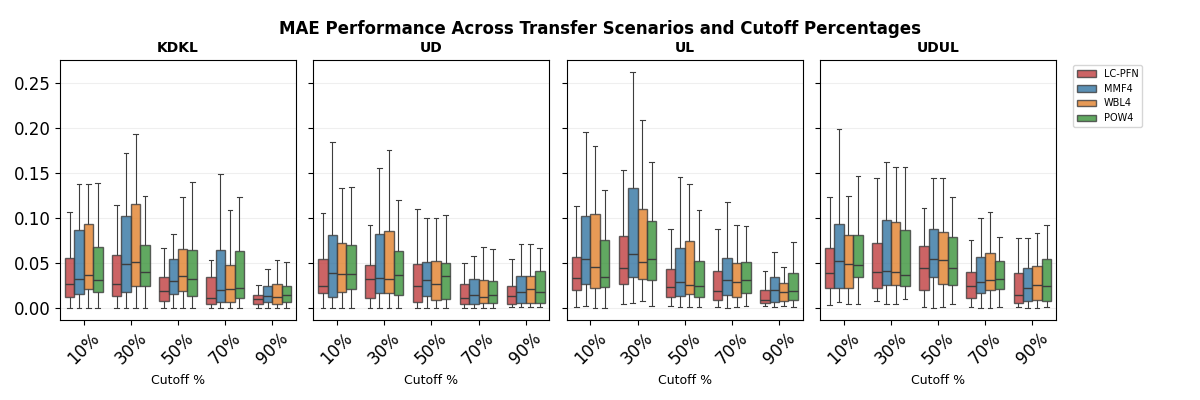 MAE Performance Across Transfer Scenarios and Cutoff Percentages
KDKL UD UL UDUL
0.25
0.20
0.15
0.10
0.05
0.00
10% 30% 50% 70% 90% 10% 30% 50% 70% 90% 10% 30% 50% 70% 90% 10% 30% 50% 70% 90%
Cutoff % Cutoff % Cutoff % Cutoff %
LC-PFN
MMF4
WBL4
POW4